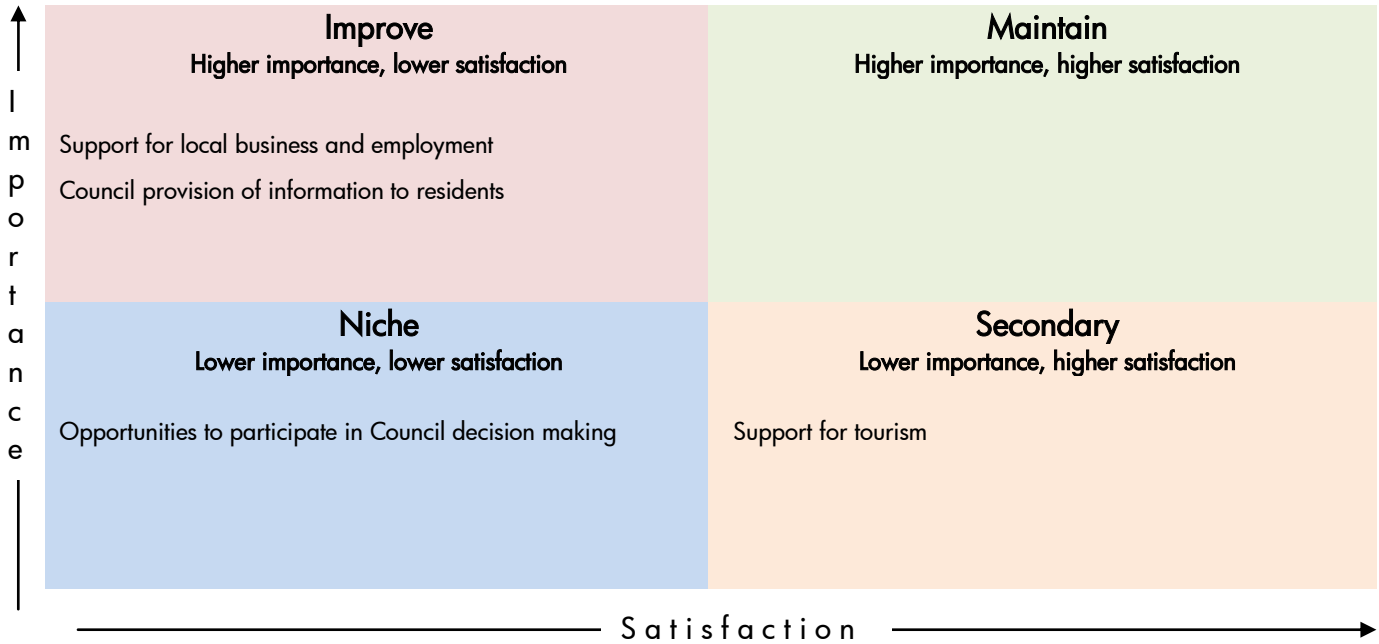 Improve
Higher importance, lower satisfaction
Support for local business and employment
Council provision of information to residents
Maintain
Higher importance, higher satisfaction
Niche
Lower importance, lower satisfaction
Opportunities to participate in Council decision making
Secondary
Lower importance, higher satisfaction
Support for tourism
Importance
Satisfaction